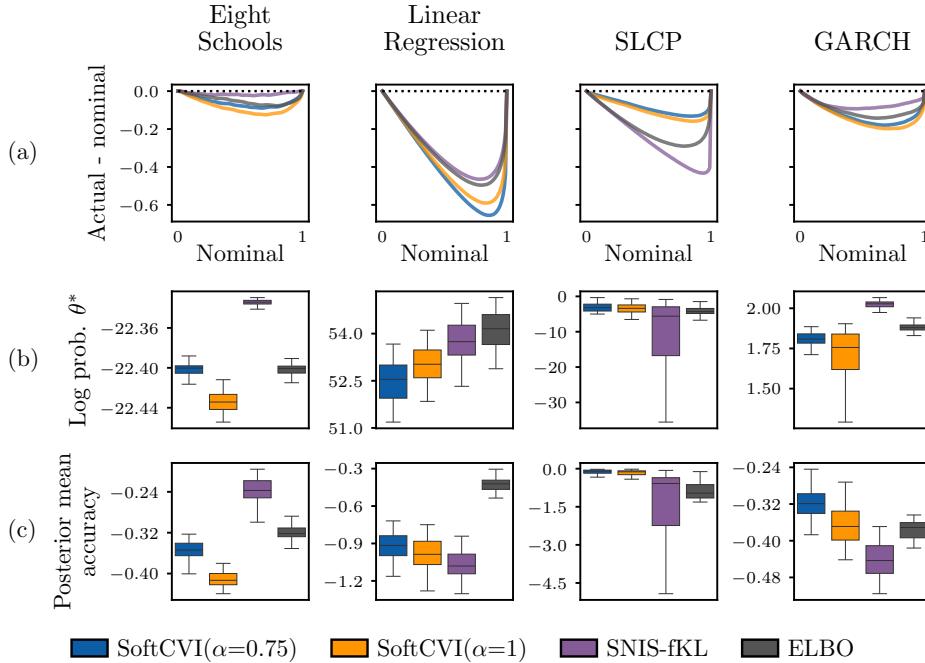 Eight
Schools
Linear
Regression
SLCP
GARCH
(a)
Actual - nominal
0.0
−0.2
−0.4
−0.6
0 1
Nominal
0 1
Nominal
0 1
Nominal
0 1
Nominal
(b)
Log prob. θ*
−22.36
−22.40
−22.44
54.0
52.5
51.0
0
−10
−20
−30
2.00
1.75
1.50
(c)
Posterior mean
accuracy
−0.24
−0.32
−0.40
−0.3
−0.6
−0.9
−1.2
0.0
−1.5
−3.0
−4.5
−0.24
−0.32
−0.40
−0.48
SoftCVI(α=0.75) SoftCVI(α=1) SNIS-fKL ELBO